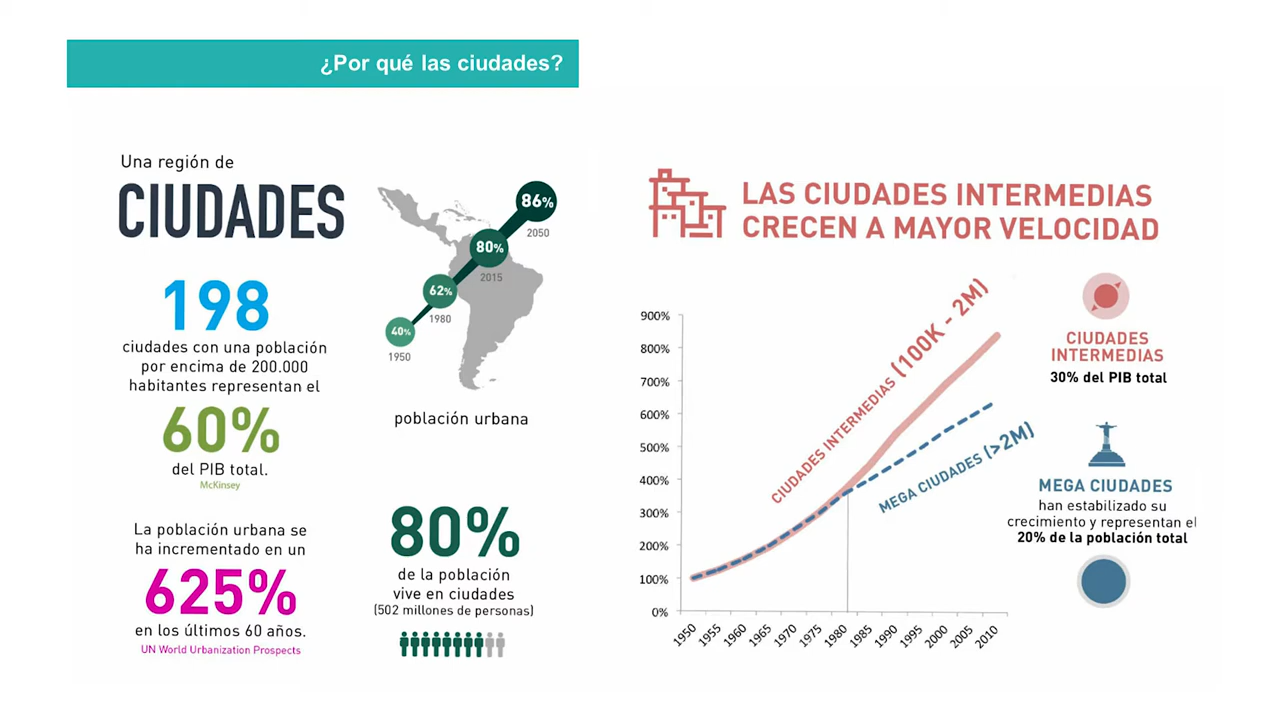 ¿Por qué las ciudades?
Una región de
CIUDADES
198
ciudades con una población
por encima de 200.000
habitantes representan el
60%
del PIB total.
McKinsey
La población urbana se
ha incrementado en un
625%
en los últimos 60 años.
UN World Urbanization Prospects
86%
2050
80%
2015
62%
1980
40%
1950
población urbana
80%
de la población
vive en ciudades
(502 millones de personas)
LAS CIUDADES INTERMEDIAS
CRECEN A MAYOR VELOCIDAD
900%
800%
700%
600%
500%
400%
300%
200%
100%
0%
CIUDADES INTERMEDIAS (100K - 2M)
MEGA CIUDADES (>2M)
1950
1955
1960
1965
1970
1975
1980
1985
1990
1995
2000
2005
2010
CIUDADES
INTERMEDIAS
30% del PIB total
MEGA CIUDADES
han estabilizado su
crecimiento y representan el
20% de la población total